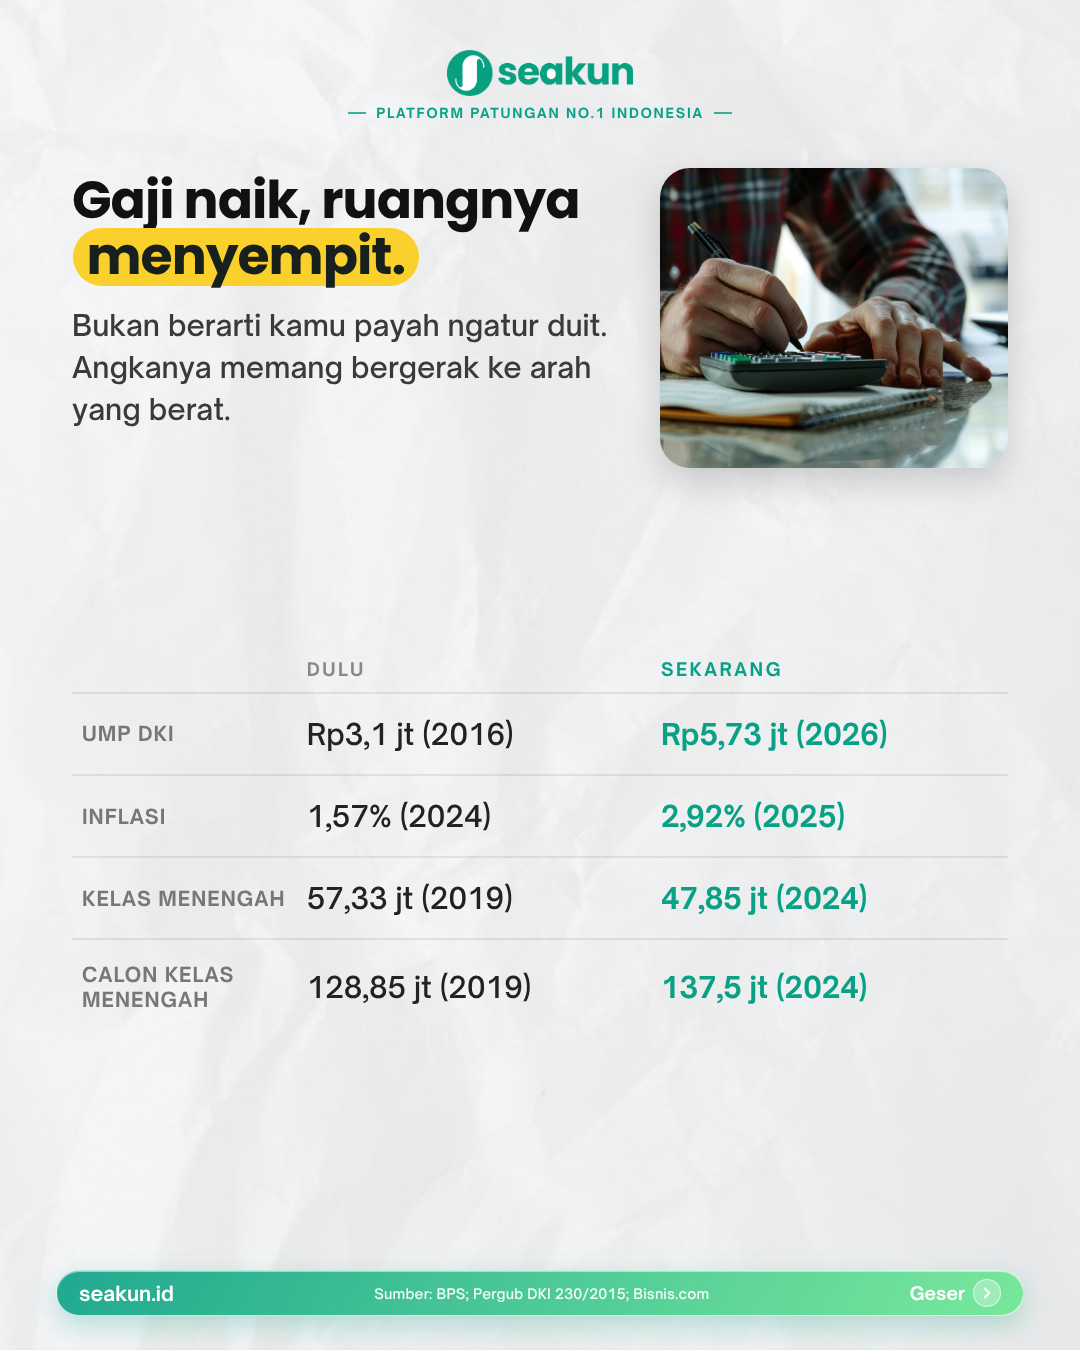 seakun
PLATFORM PATUNGAN NO.1 INDONESIA
Gaji naik, ruangnya
menyempit.
Bukan berarti kamu payah ngatur duit.
Angkanya memang bergerak ke arah
yang berat.
DULU SEKARANG
UMP DKI Rp3,1 jt (2016) Rp5,73 jt (2026)
INFLASI 1,57% (2024) 2,92% (2025)
KELAS MENENGAH 57,33 jt (2019) 47,85 jt (2024)
CALON KELAS
MENENGAH 128,85 jt (2019) 137,5 jt (2024)
seakun.id Sumber: BPS; Pergub DKI 230/2015; Bisnis.com Geser